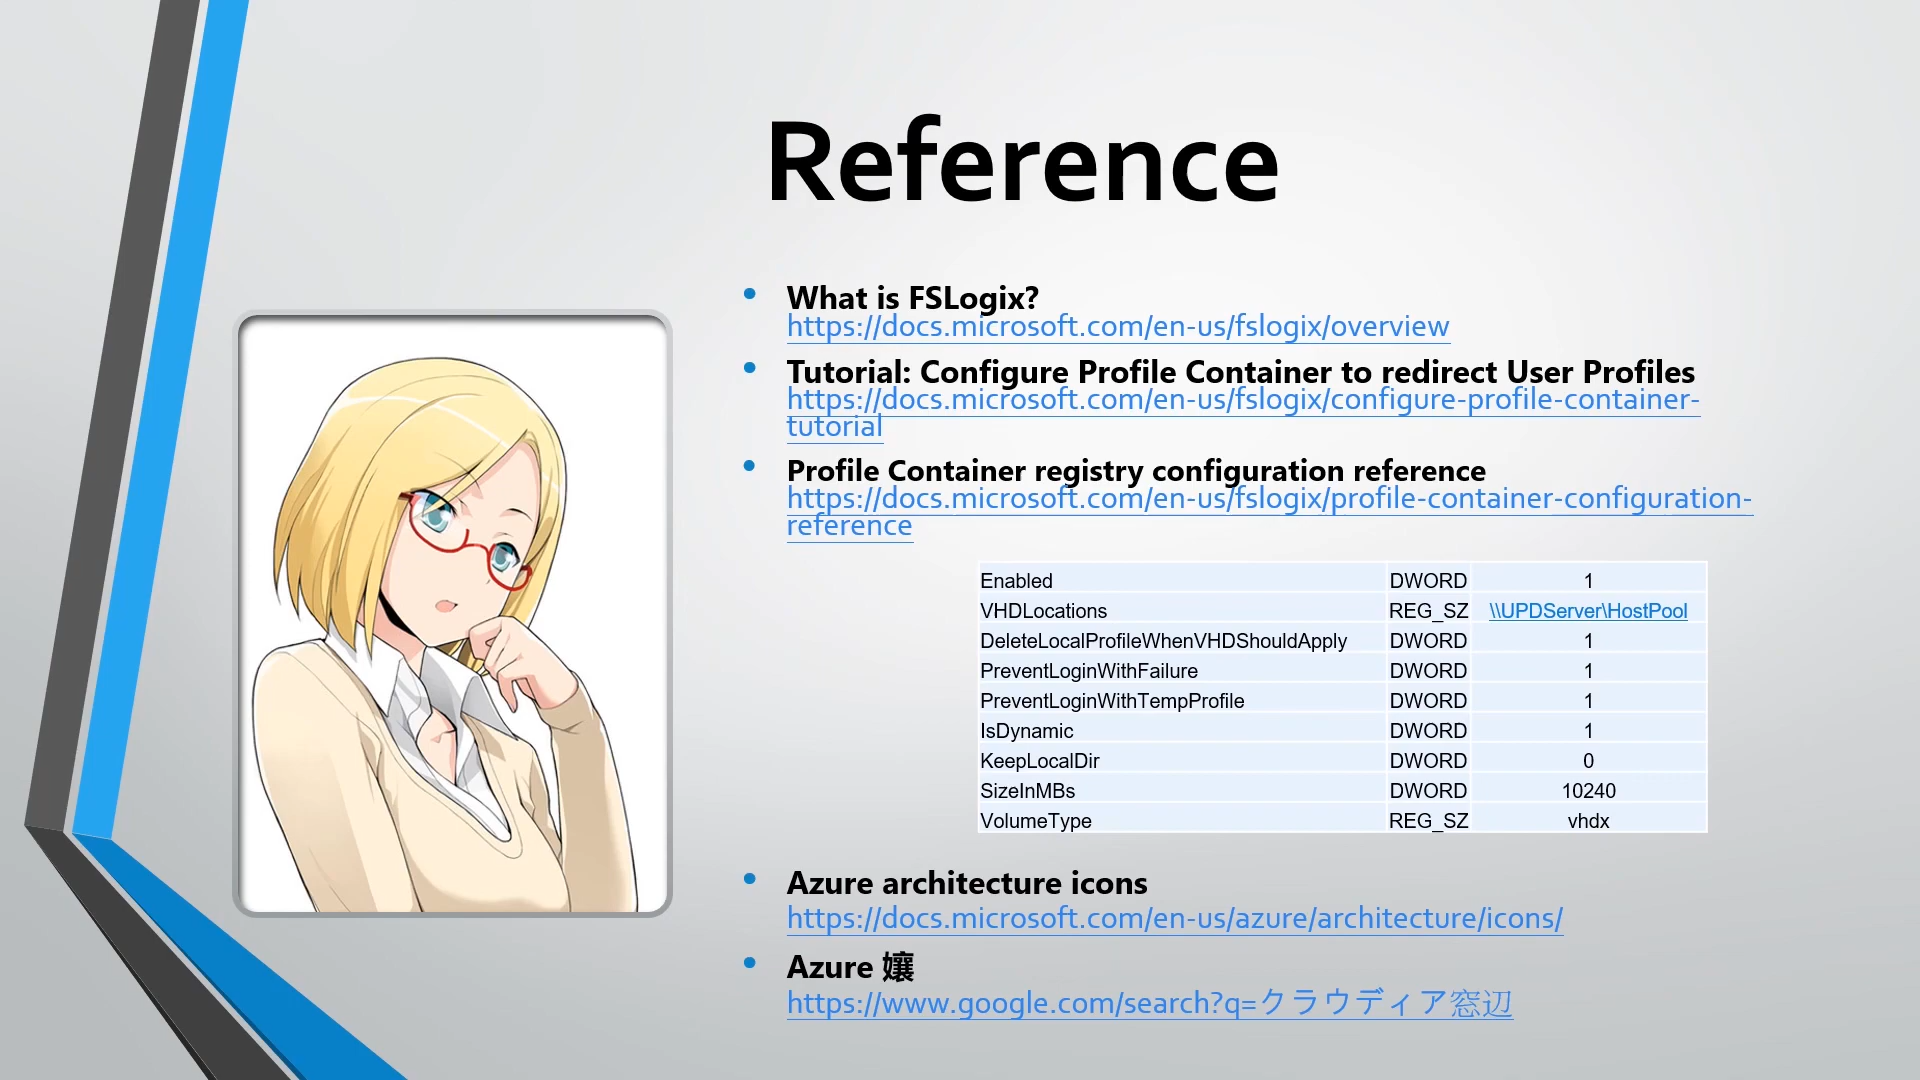 Reference
What is FSLogix?
https://docs.microsoft.com/en-us/fslogix/overview
Tutorial: Configure Profile Container to redirect User Profiles
https://docs.microsoft.com/en-us/fslogix/configure-profile-container-
tutorial
Profile Container registry configuration reference
https://docs.microsoft.com/en-us/fslogix/profile-container-configuration-
reference
Enabled DWORD 1
VHDLocations REG_SZ \\UPDServer\HostPool
DeleteLocalProfileWhenVHDShouldApply DWORD 1
PreventLoginWithFailure DWORD 1
PreventLoginWithTempProfile DWORD 1
IsDynamic DWORD 1
KeepLocalDir DWORD 0
SizeInMBs DWORD 10240
VolumeType REG_SZ vhdx
Azure architecture icons
https://docs.microsoft.com/en-us/azure/architecture/icons/
Azure 孃
https://www.google.com/search?q=クラウディア窓辺